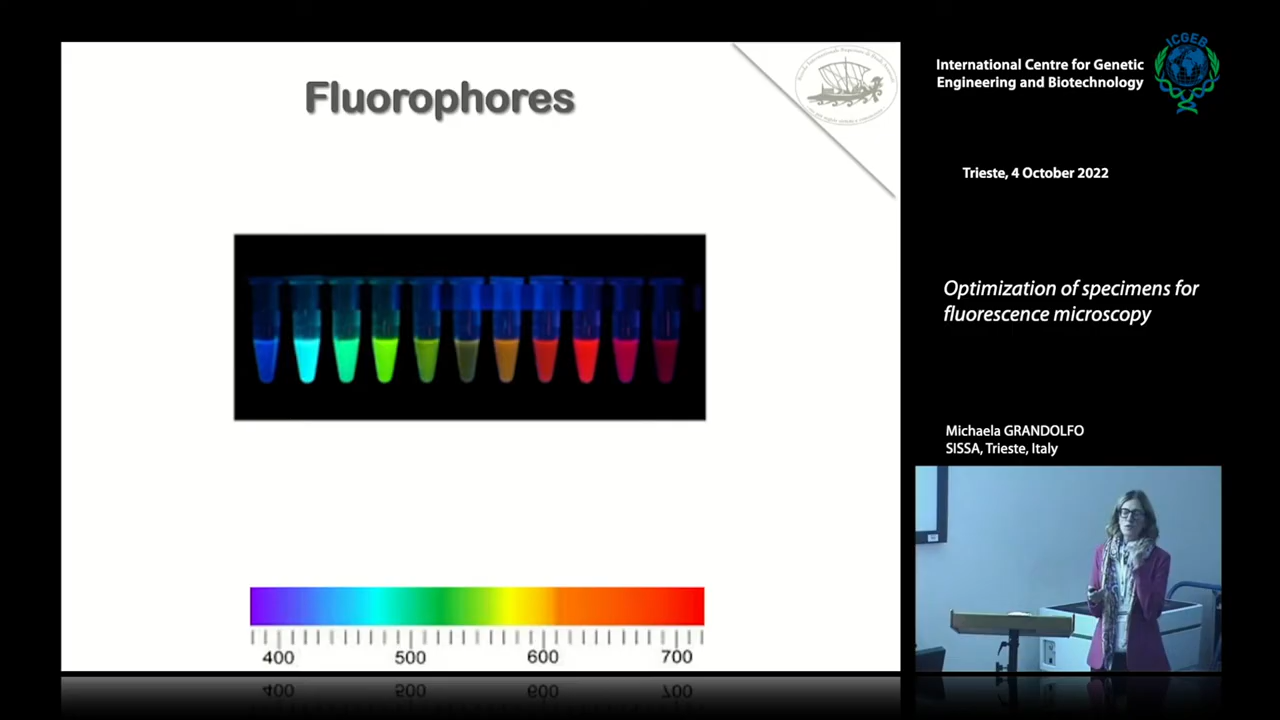 Fluorophores
400 500 600 700
International Centre for Genetic
Engineering and Biotechnology
ICGEB
Trieste, 4 October 2022
Optimization of specimens for
fluorescence microscopy
Michaela GRANDOLFO
SISSA, Trieste, Italy